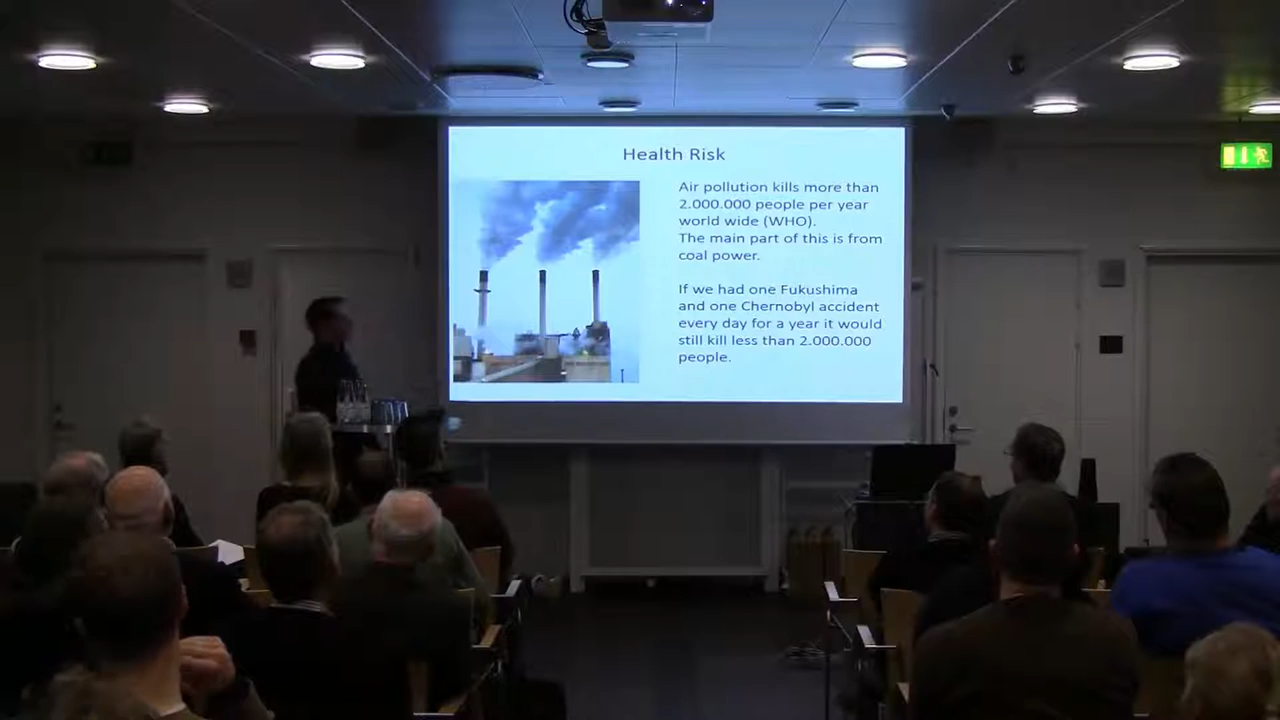 Health Risk
Air pollution kills more than
2.000.000 people per year
world wide (WHO).
The main part of this is from
coal power.
If we had one Fukushima
and one Chernobyl accident
every day for a year it would
still kill less than 2.000.000
people.